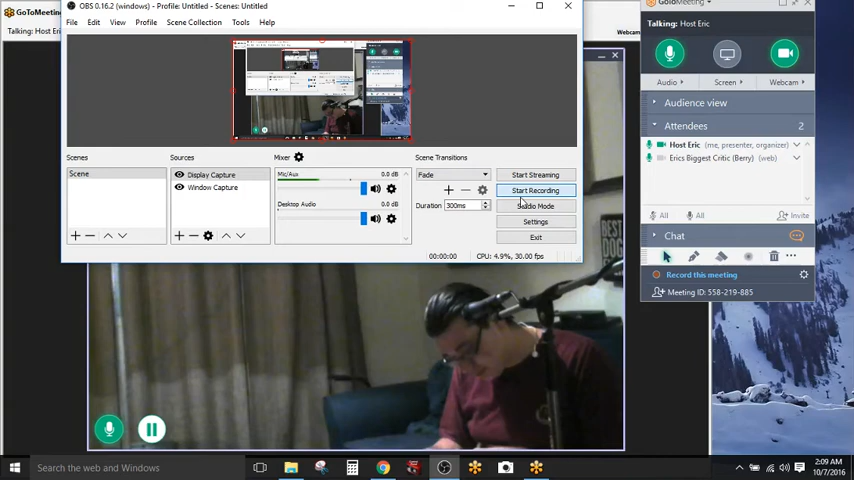 GoToMeeting
Talking: Host Eric
Webcam
OBS 0.16.2 (windows) - Profile: Untitled - Scenes: Untitled
File Edit View Profile Scene Collection Tools Help
Scenes
Scene
Sources
Display Capture
Window Capture
Mixer
Mic/Aux 0.0 dB
Desktop Audio 0.0 dB
Scene Transitions
Fade
Duration 300ms
Start Streaming
Start Recording
Studio Mode
Settings
Exit
00:00:00 CPU: 4.9%, 30.00 fps
GoToMeeting
Talking: Host Eric
Audio Screen Webcam
Audience view
Attendees 2
Host Eric (me, presenter, organizer)
Erics Biggest Critic (Berry) (web)
All All Invite
Chat
Record this meeting
Meeting ID: 558-219-885
BEST
DOG
Search the web and Windows
2:09 AM
10/7/2016